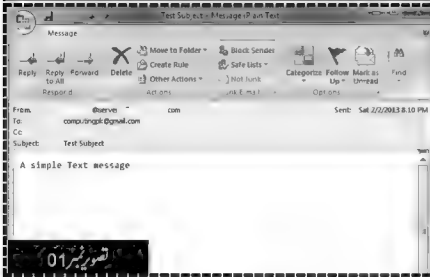 Test Subject - Message (Plain Text)
Message
Reply Reply to All Forward Delete Move to Folder Create Rule Other Actions Block Sender Safe Lists Not Junk Categorize Follow Up Mark as Unread Find
Respond Actions Junk E-mail Options
From: @server com Sent: Sat 2/2/2013 8:10 PM
To: computingpk@gmail.com
Cc:
Subject: Test Subject
A simple Text message
تصویر نمبر 01